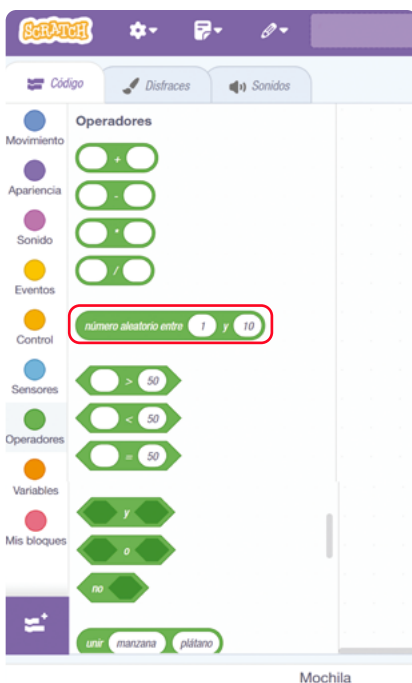 SCRATCH
Código
Disfraces
Sonidos
Movimiento
Apariencia
Sonido
Eventos
Control
Sensores
Operadores
Variables
Mis bloques
Operadores
+
-
*
/
número aleatorio entre 1 y 10
> 50
< 50
= 50
y
o
no
unir manzana plátano
Mochila